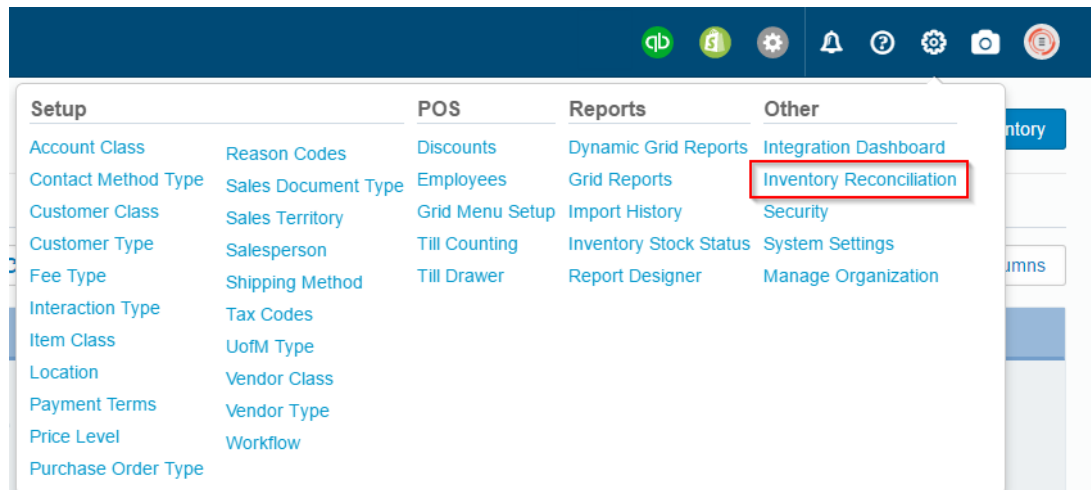 qb
S
Setup
Account Class
Contact Method Type
Customer Class
Customer Type
Fee Type
Interaction Type
Item Class
Location
Payment Terms
Price Level
Purchase Order Type
Reason Codes
Sales Document Type
Sales Territory
Salesperson
Shipping Method
Tax Codes
UofM Type
Vendor Class
Vendor Type
Workflow
POS
Discounts
Employees
Grid Menu Setup
Till Counting
Till Drawer
Reports
Dynamic Grid Reports
Grid Reports
Import History
Inventory Stock Status
Report Designer
Other
Integration Dashboard
Inventory Reconciliation
Security
System Settings
Manage Organization
ntory
umns